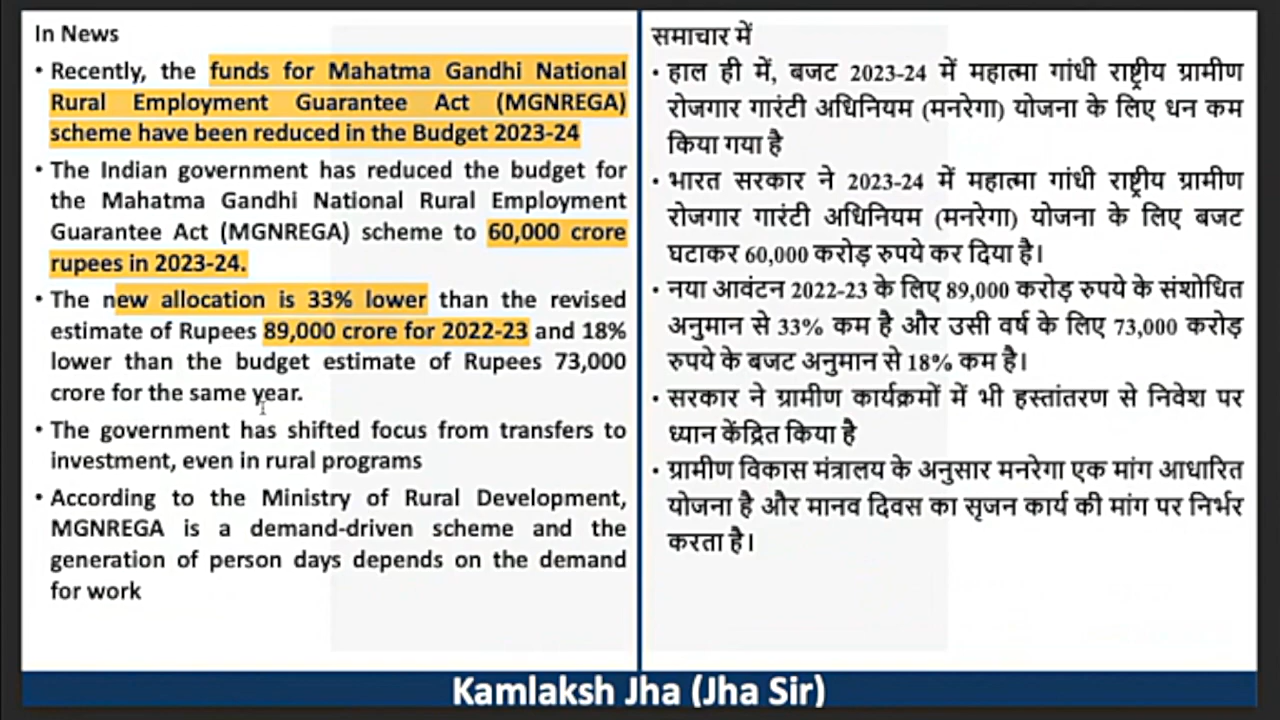 In News
• Recently, the funds for Mahatma Gandhi National
Rural Employment Guarantee Act (MGNREGA)
scheme have been reduced in the Budget 2023-24
• The Indian government has reduced the budget for
the Mahatma Gandhi National Rural Employment
Guarantee Act (MGNREGA) scheme to 60,000 crore
rupees in 2023-24.
• The new allocation is 33% lower than the revised
estimate of Rupees 89,000 crore for 2022-23 and 18%
lower than the budget estimate of Rupees 73,000
crore for the same year.
• The government has shifted focus from transfers to
investment, even in rural programs
• According to the Ministry of Rural Development,
MGNREGA is a demand-driven scheme and the
generation of person days depends on the demand
for work
समाचार में
• हाल ही में, बजट 2023-24 में महात्मा गांधी राष्ट्रीय ग्रामीण
रोजगार गारंटी अधिनियम (मनरेगा) योजना के लिए धन कम
किया गया है
• भारत सरकार ने 2023-24 में महात्मा गांधी राष्ट्रीय ग्रामीण
रोजगार गारंटी अधिनियम (मनरेगा) योजना के लिए बजट
घटाकर 60,000 करोड़ रुपये कर दिया है।
• नया आवंटन 2022-23 के लिए 89,000 करोड़ रुपये के संशोधित
अनुमान से 33% कम है और उसी वर्ष के लिए 73,000 करोड़
रुपये के बजट अनुमान से 18% कम है।
• सरकार ने ग्रामीण कार्यक्रमों में भी हस्तांतरण से निवेश पर
ध्यान केंद्रित किया है
• ग्रामीण विकास मंत्रालय के अनुसार मनरेगा एक मांग आधारित
योजना है और मानव दिवस का सृजन कार्य की मांग पर निर्भर
करता है।
Kamlaksh Jha (Jha Sir)